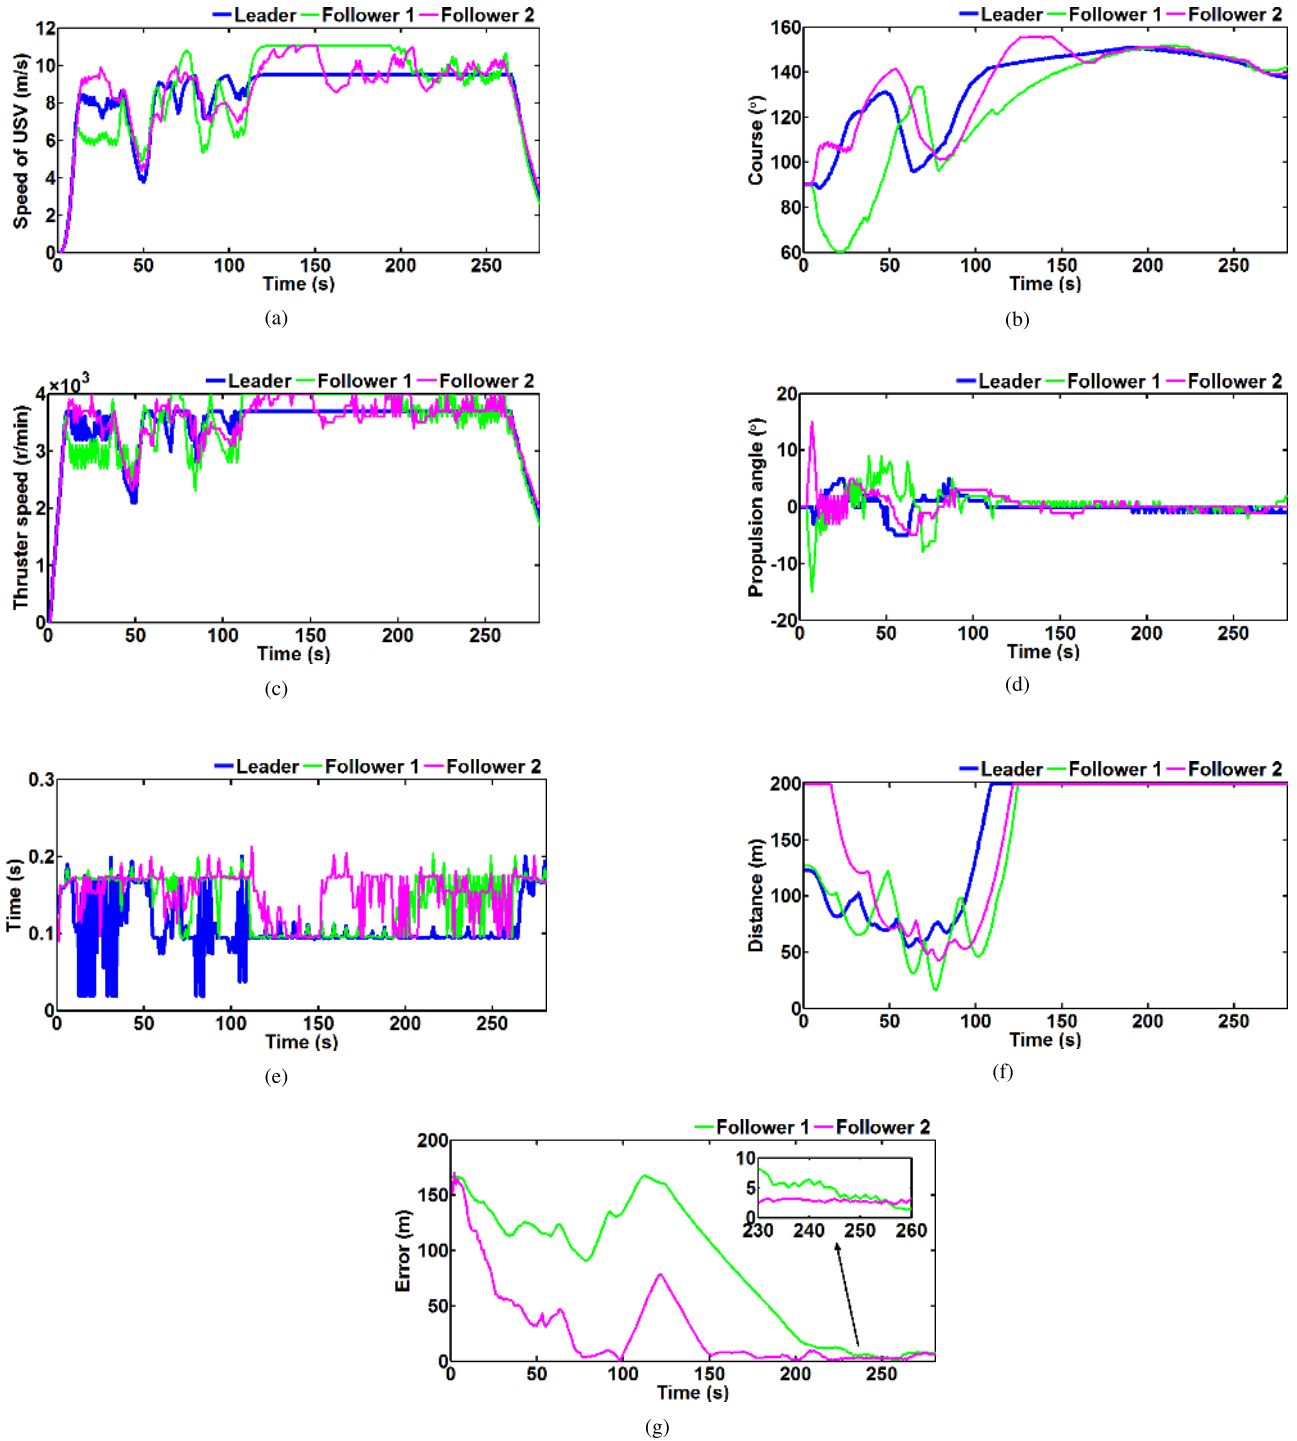 Leader Follower 1 Follower 2
12
10
8
6
4
2
0
Speed of USV (m/s)
0 50 100 150 200 250
Time (s)
(a)
Leader Follower 1 Follower 2
160
140
120
100
80
60
Course (°)
0 50 100 150 200 250
Time (s)
(b)
Leader Follower 1 Follower 2
4 ×10³
3
2
1
0
Thruster speed (r/min)
0 50 100 150 200 250
Time (s)
(c)
Leader Follower 1 Follower 2
20
10
0
-10
-20
Propulsion angle (°)
0 50 100 150 200 250
Time (s)
(d)
Leader Follower 1 Follower 2
0.3
0.2
0.1
0
Time (s)
0 50 100 150 200 250
Time (s)
(e)
Leader Follower 1 Follower 2
200
150
100
50
0
Distance (m)
0 50 100 150 200 250
Time (s)
(f)
Follower 1 Follower 2
200
150
100
50
0
Error (m)
10
5
0
230 240 250 260
0 50 100 150 200 250
Time (s)
(g)